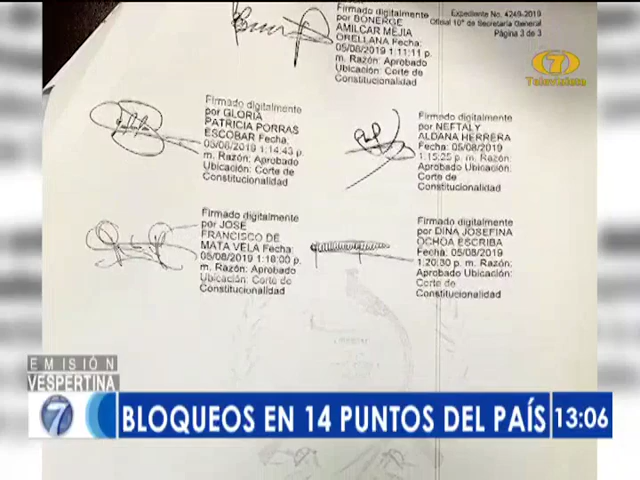 Firmado digitalmente
por BONERGE
AMILCAR MEJIA
ORELLANA Fecha:
05/08/2019 1:11:11 p.
m. Razón: Aprobado
Ubicación: Corte de
Constitucionalidad
Expediente No. 4249-2019
Oficial 10° de Secretaría General
Página 3 de 3
7
Televisiete
Firmado digitalmente
por GLORIA
PATRICIA PORRAS
ESCOBAR Fecha:
05/08/2019 1:14:43 p.
m. Razón: Aprobado
Ubicación: Corte de
Constitucionalidad
Firmado digitalmente
por NEFTALY
ALDANA HERRERA
Fecha: 05/08/2019
1:15:25 p. m. Razón:
Aprobado Ubicación:
Corte de
Constitucionalidad
Firmado digitalmente
por JOSE
FRANCISCO DE
MATA VELA Fecha:
05/08/2019 1:18:00 p.
m. Razón: Aprobado
Ubicación: Corte de
Constitucionalidad
Firmado digitalmente
por DINA JOSEFINA
OCHOA ESCRIBA
Fecha: 05/08/2019
1:20:30 p. m. Razón:
Aprobado Ubicación:
Corte de
Constitucionalidad
EMISIÓN
VESPERTINA
7
BLOQUEOS EN 14 PUNTOS DEL PAÍS
13:06